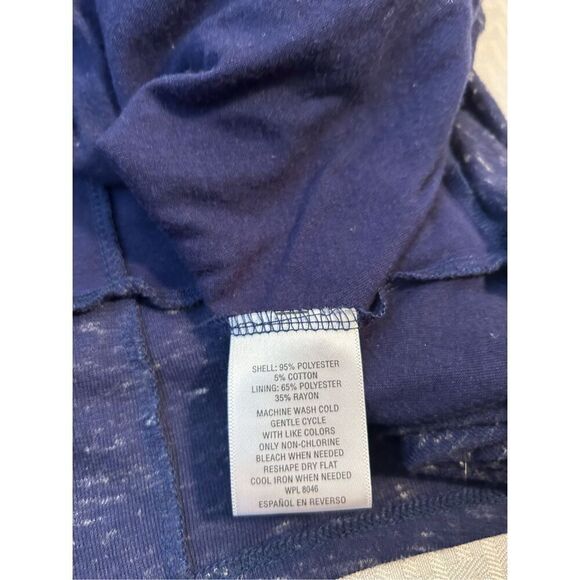 SHELL: 95% POLYESTER
5% COTTON
LINING: 65% POLYESTER
35% RAYON
MACHINE WASH COLD
GENTLE CYCLE
WITH LIKE COLORS
ONLY NON-CHLORINE
BLEACH WHEN NEEDED
RESHAPE DRY FLAT
COOL IRON WHEN NEEDED
WPL 8046
ESPAÑOL EN REVERSO